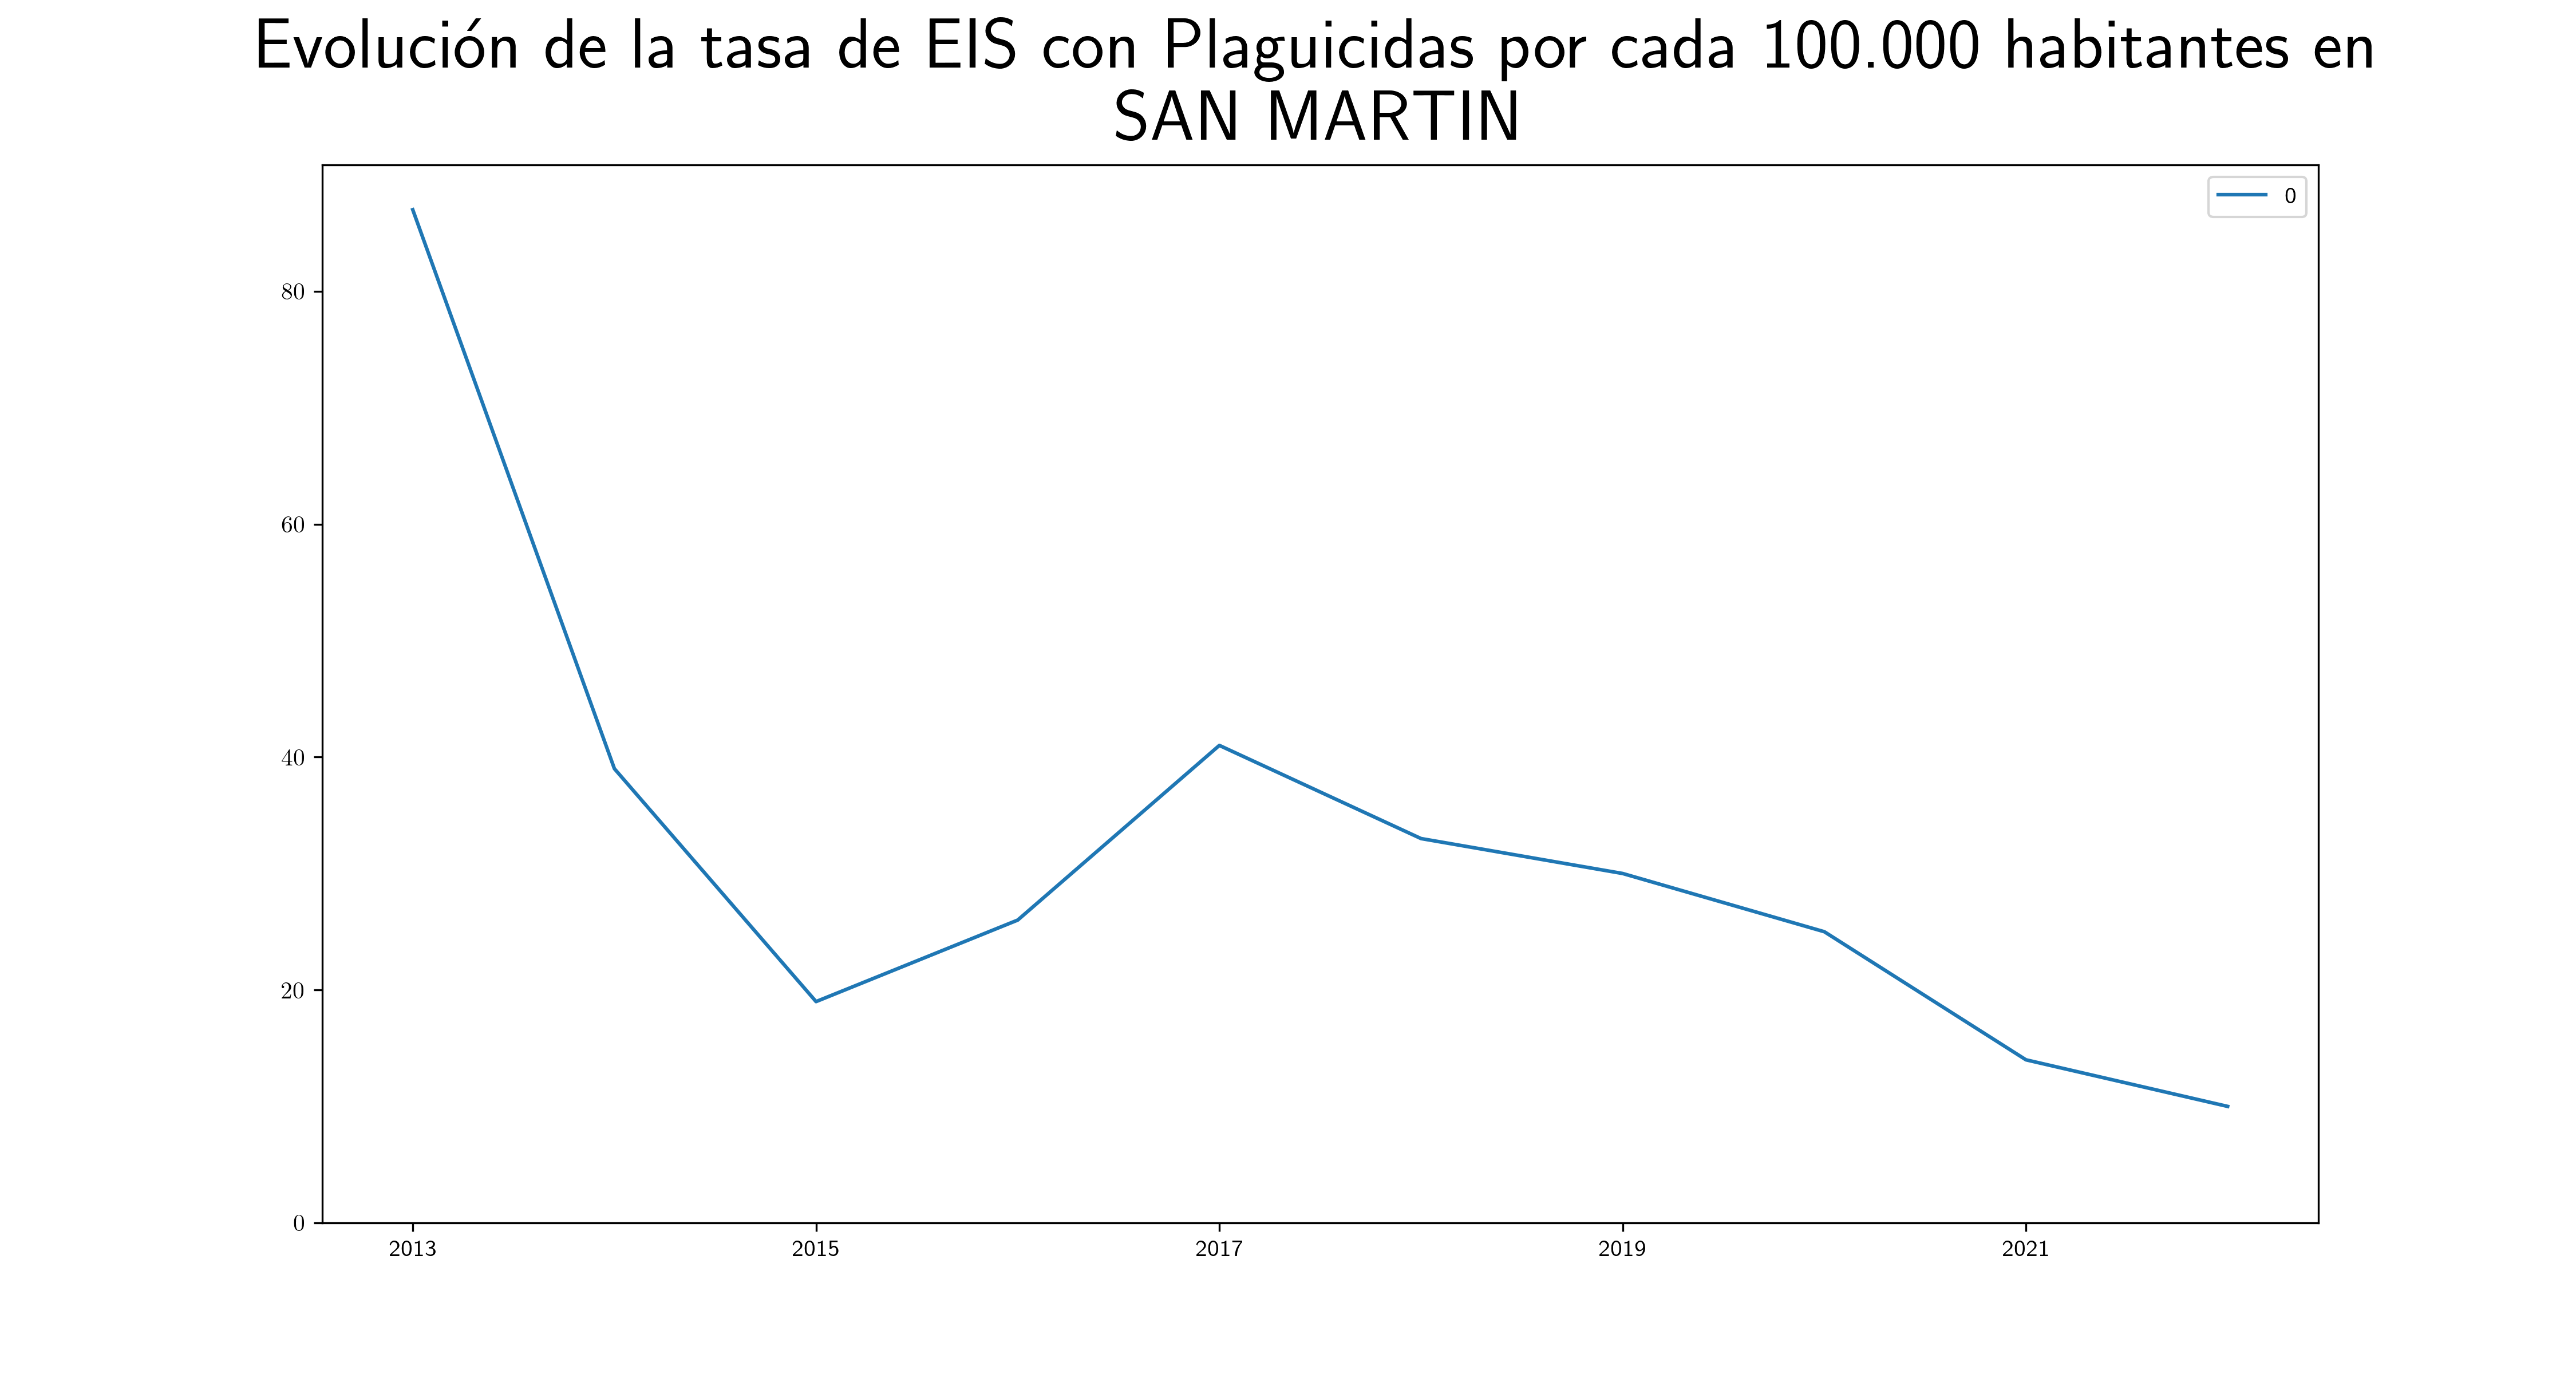 Evolución de la tasa de EIS con Plaguicidas por cada 100.000 habitantes en
SAN MARTIN
0
80
60
40
20
0
2013 2015 2017 2019 2021